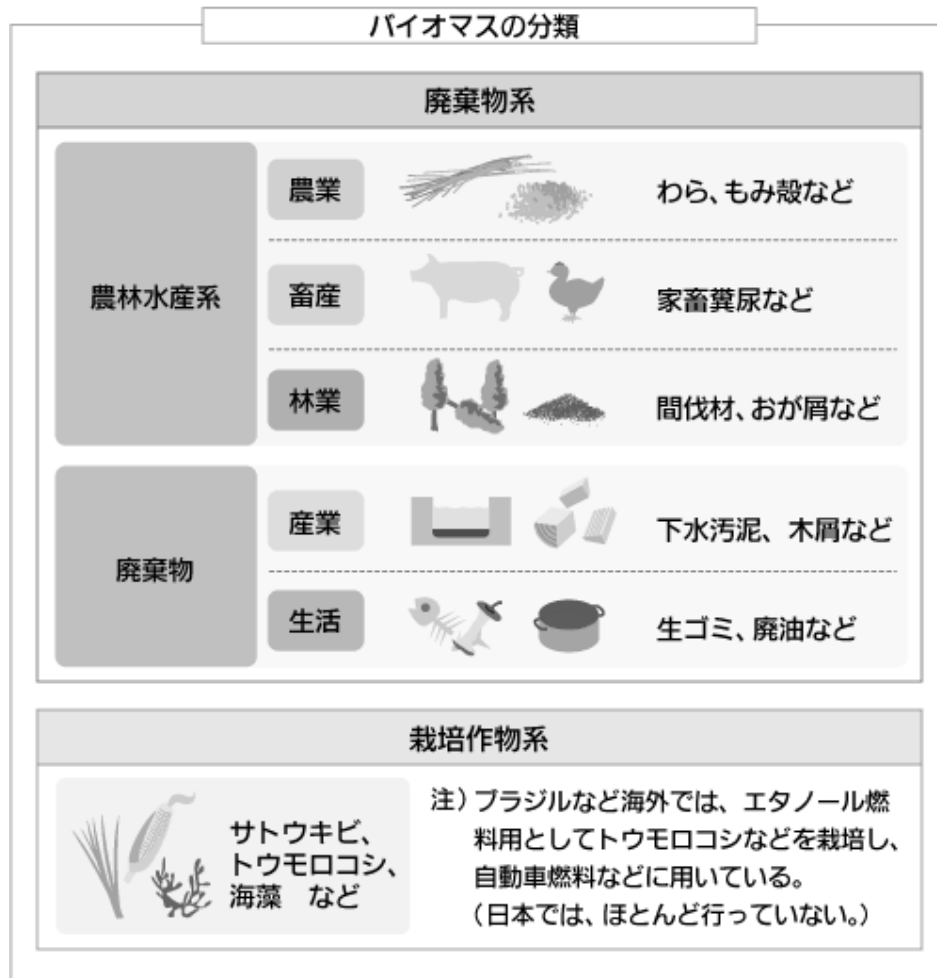 バイオマスの分類
廃棄物系
農林水産系
農業
わら、もみ殻など
畜産
家畜糞尿など
林業
間伐材、おが屑など
廃棄物
産業
下水汚泥、木屑など
生活
生ゴミ、廃油など
栽培作物系
サトウキビ、
トウモロコシ、
海藻　など
注）ブラジルなど海外では、エタノール燃
料用としてトウモロコシなどを栽培し、
自動車燃料などに用いている。
（日本では、ほとんど行っていない。）